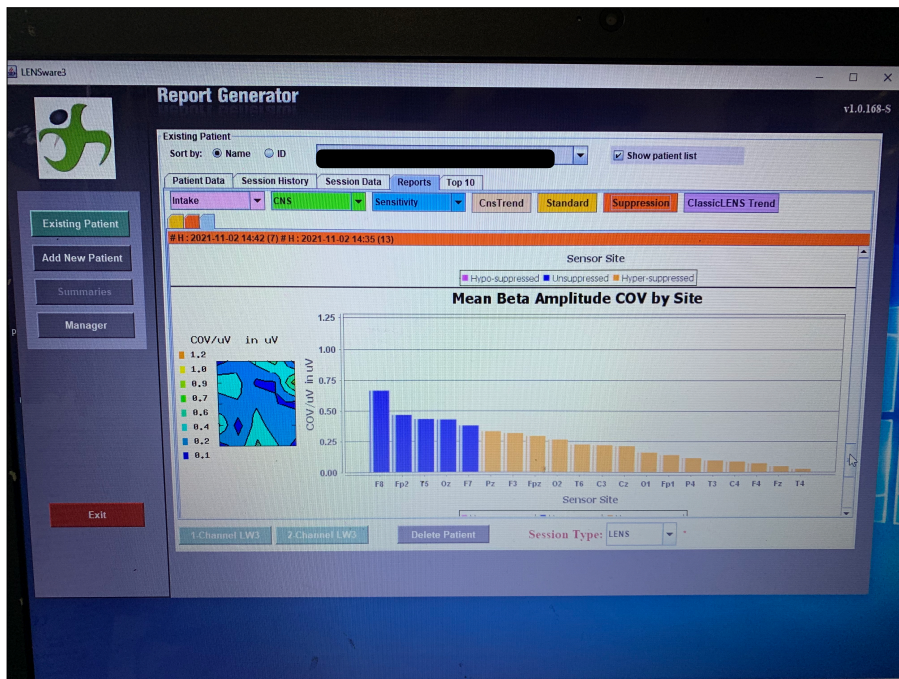 LENSware3
Report Generator
v1.0.168-S
Existing Patient
Sort by: Name ID
Show patient list
Patient Data Session History Session Data Reports Top 10
Intake CNS Sensitivity CnsTrend Standard Suppression ClassicLENS Trend
Existing Patient
Add New Patient
Summaries
Manager
Exit
# H : 2021-11-02 14:42 (7) # H : 2021-11-02 14:35 (13)
Sensor Site
Hypo-suppressed Unsuppressed Hyper-suppressed
Mean Beta Amplitude COV by Site
COV/uV in uV
1.2
1.0
0.9
0.7
0.6
0.4
0.2
0.1
COV/uV in uV
1.25
1.00
0.75
0.50
0.25
0.00
F8 Fp2 T5 Oz F7 Pz F3 Fpz O2 T6 C3 Cz O1 Fp1 P4 T3 C4 F4 Fz T4
Sensor Site
1-Channel LW3 2-Channel LW3 Delete Patient Session Type: LENS